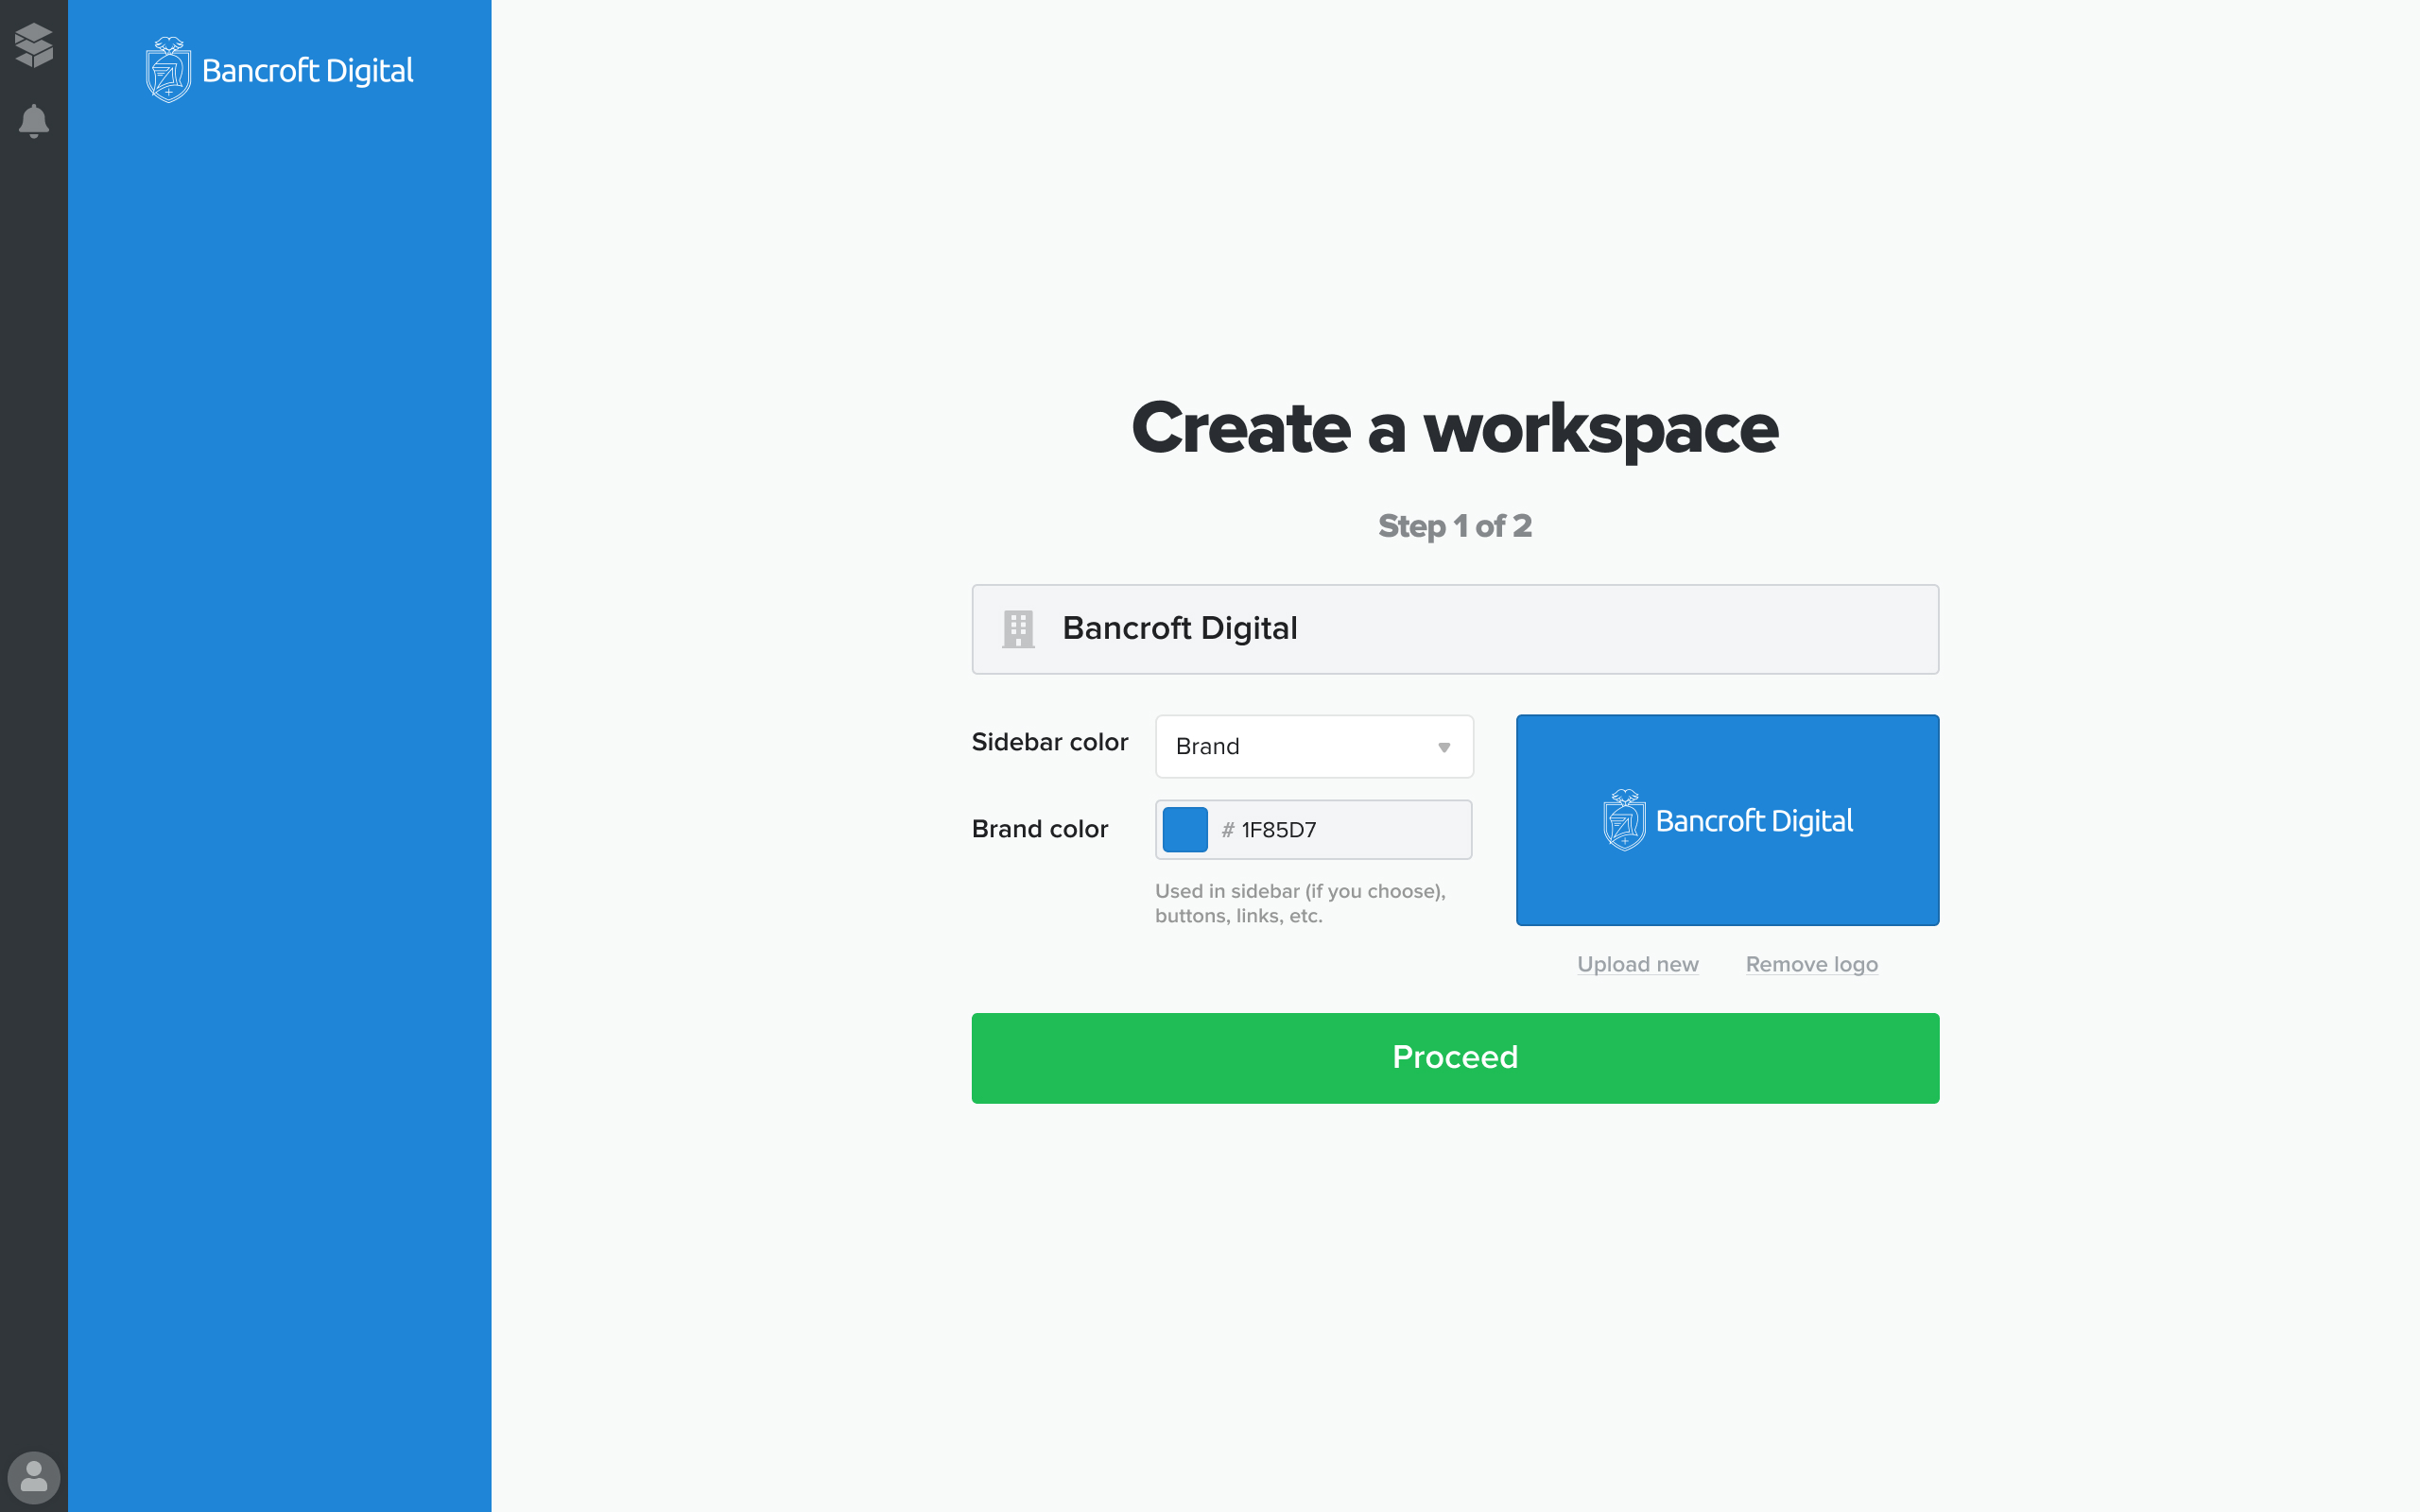 Bancroft Digital
Create a workspace
Step 1 of 2
Bancroft Digital
Sidebar color
Brand
Brand color
# 1F85D7
Used in sidebar (if you choose),
buttons, links, etc.
Bancroft Digital
Upload new
Remove logo
Proceed